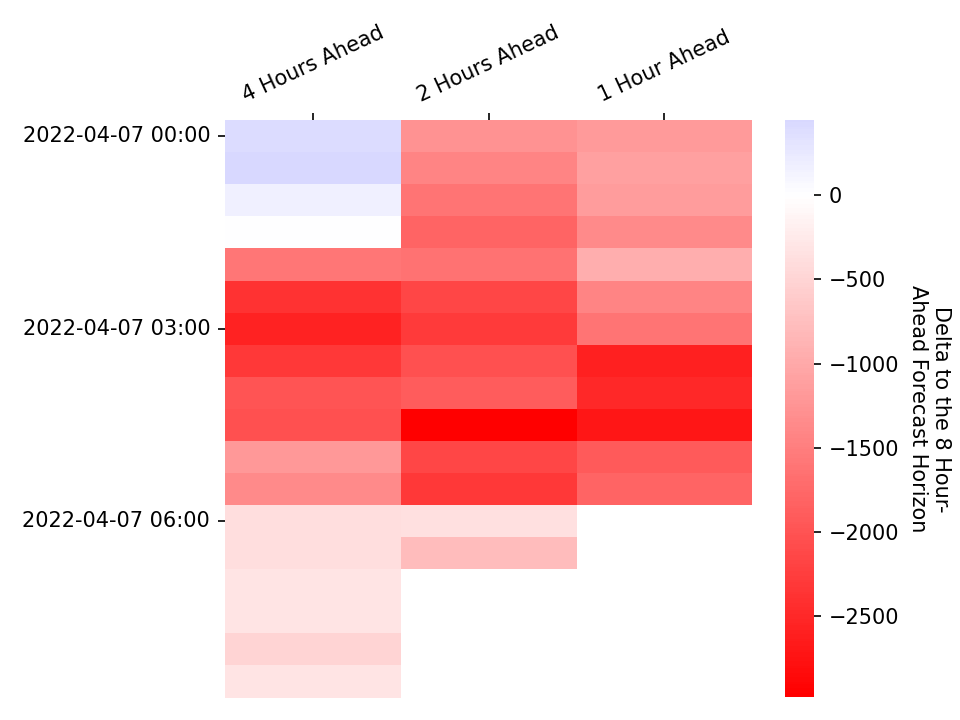 4 Hours Ahead
2 Hours Ahead
1 Hour Ahead
2022-04-07 00:00
2022-04-07 03:00
2022-04-07 06:00
0
−500
−1000
−1500
−2000
−2500
Delta to the 8 Hour-
Ahead Forecast Horizon